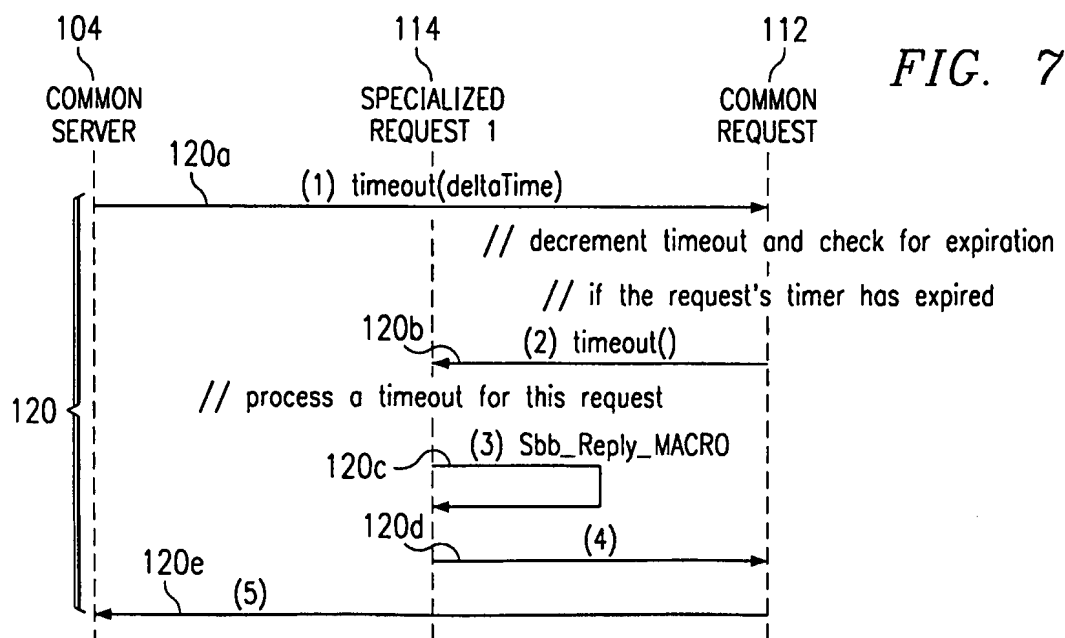 104
114
112
FIG. 7
COMMON
SERVER
SPECIALIZED
REQUEST 1
COMMON
REQUEST
120a
(1) timeout(deltaTime)
// decrement timeout and check for expiration
// if the request's timer has expired
120b
(2) timeout()
120
// process a timeout for this request
(3) Sbb_Reply_MACRO
120c
120d
(4)
120e
(5)